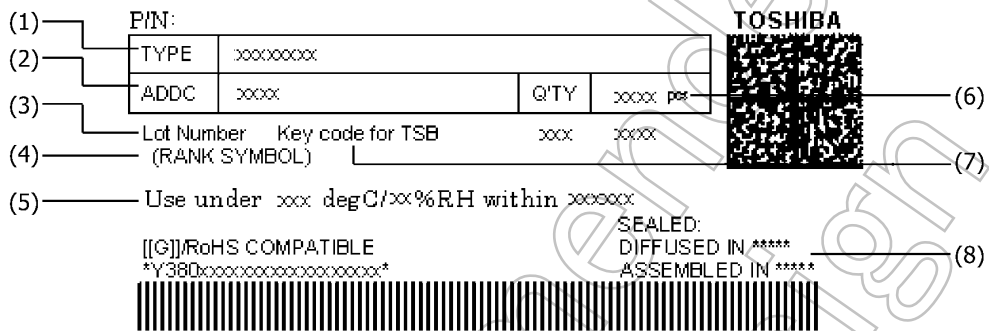 P/N: TOSHIBA
(1) TYPE xxxxxxxx
(2) ADDC xxxx Q'TY xxxx pcs (6)
(3) Lot Number Key code for TSB xxx xxxx
(4) (RANK SYMBOL) (7)
(5) Use under xxx degC/xx%RH within xxxxxx
SEALED:
[[G]]/RoHS COMPATIBLE DIFFUSED IN ***** (8)
*Y380xxxxxxxxxxxxxxxxxx* ASSEMBLED IN *****